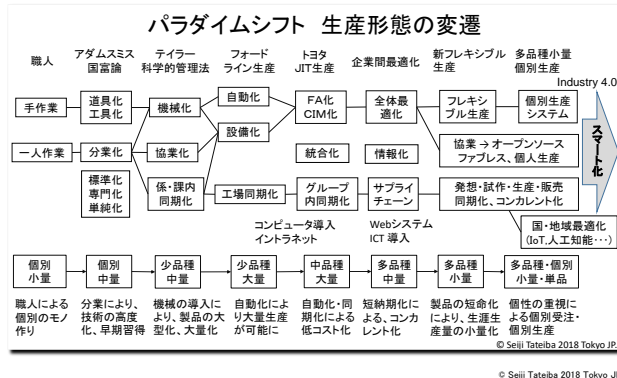 パラダイムシフト 生産形態の変遷
職人
アダムスミス
国富論
テイラー
科学的管理法
フォード
ライン生産
トヨタ
JIT生産
企業間最適化
新フレキシブル
生産
多品種小量
個別生産
Industry 4.0
手作業
道具化
工具化
機械化
自動化
設備化
FA化
CIM化
全体最
適化
フレキシ
ブル生産
個別生産
システム
スマート化
一人作業
分業化
協業化
統合化
情報化
協業 → オープンソース
ファブレス、個人生産
標準化
専門化
単純化
係・課内
同期化
工場同期化
グループ
内同期化
サプライ
チェーン
発想・試作・生産・販売
同期化、コンカレント化
国・地域最適化
(IoT,人工知能・・・)
コンピュータ導入
イントラネット
Webシステム
ICT 導入
個別
小量
個別
中量
少品種
中量
少品種
大量
中品種
大量
多品種
中量
多品種
小量
多品種・個別
小量・単品
職人による
個別のモノ
作り
分業により、
技術の高度
化、早期習得
機械の導入に
より、製品の大
型化、大量化
自動化によ
り大量生産
が可能に
自動化・同
期化による
低コスト化
短納期化に
よる、コンカ
レント化
製品の短命化
により、生涯生
産量の小量化
個性の重視に
よる個別受注・
個別生産
© Seiji Tateiba 2018 Tokyo JP.
© Seiji Tateiba 2018 Tokyo JP